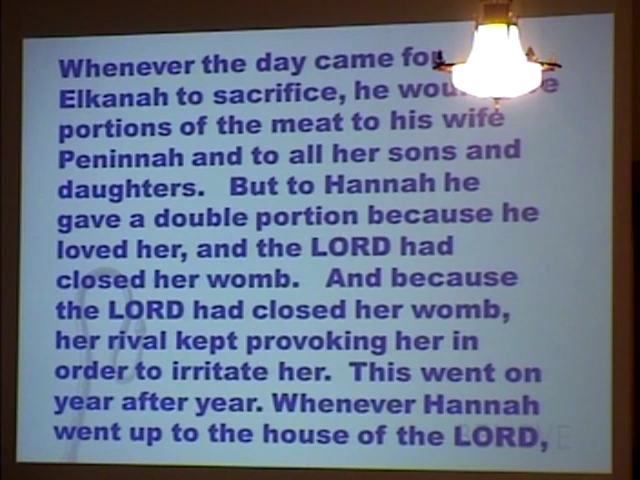 Whenever the day came for
Elkanah to sacrifice, he
portions of the meat to his wife
Peninnah and to all her sons and
daughters. But to Hannah he
gave a double portion because he
loved her, and the LORD had
closed her womb. And because
the LORD had closed her womb,
her rival kept provoking her in
order to irritate her. This went on
year after year. Whenever Hannah
went up to the house of the LORD,